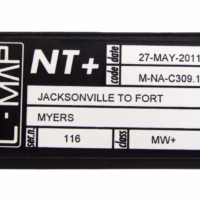 C-MAP
NT+
date
27-MAY-2011
code
M-NA-C309.1
JACKSONVILLE TO FORT
MYERS
ser.n.
116
class
MW+